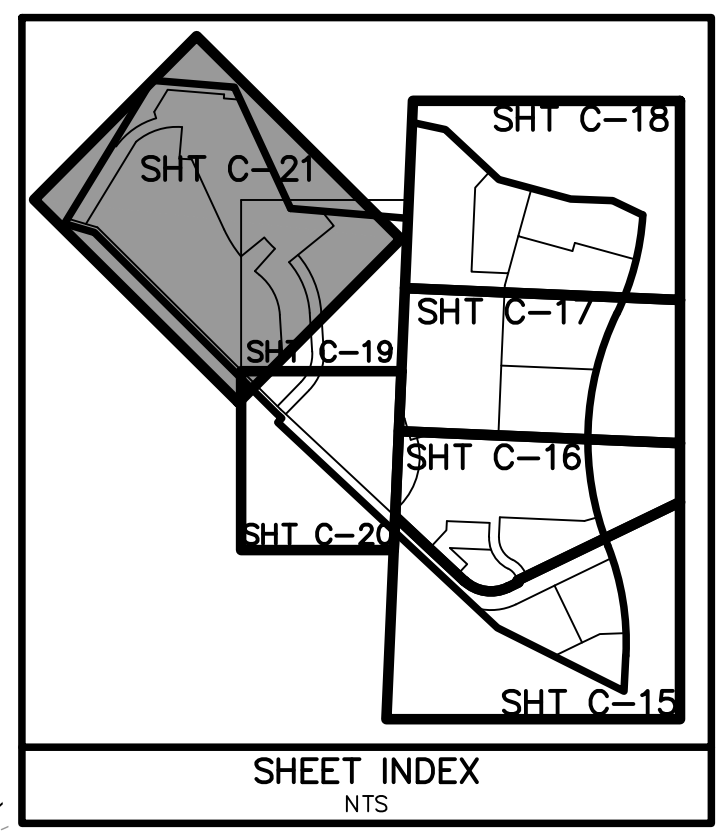 SHT C-18
SHT C-21
SHT C-17
SHT C-19
SHT C-16
SHT C-20
SHT C-15
SHEET INDEX
NTS